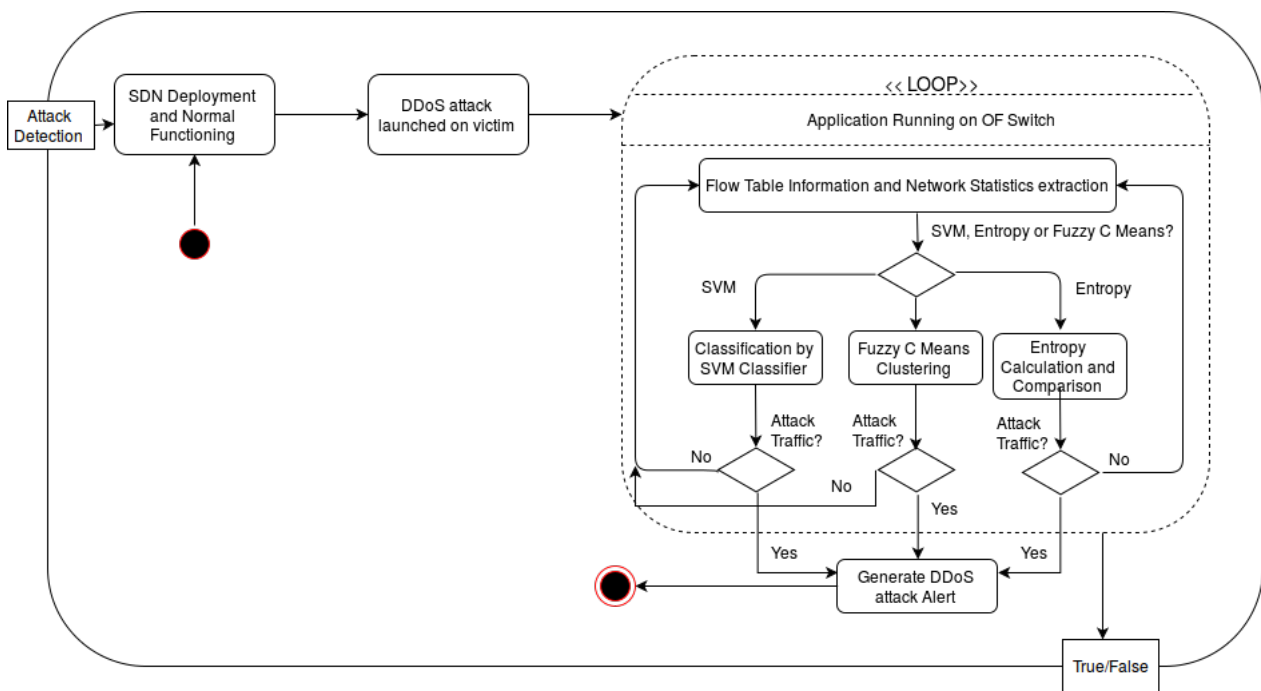 << LOOP>>
SDN Deployment
and Normal
Functioning
DDoS attack
launched on victim
Attack
Detection
Application Running on OF Switch
Flow Table Information and Network Statistics extraction
SVM, Entropy or Fuzzy C Means?
SVM
Entropy
Classification by
SVM Classifier
Fuzzy C Means
Clustering
Entropy
Calculation and
Comparison
Attack
Traffic?
Attack
Traffic?
Attack
Traffic?
No
No
No
Yes
Yes
Yes
Generate DDoS
attack Alert
True/False